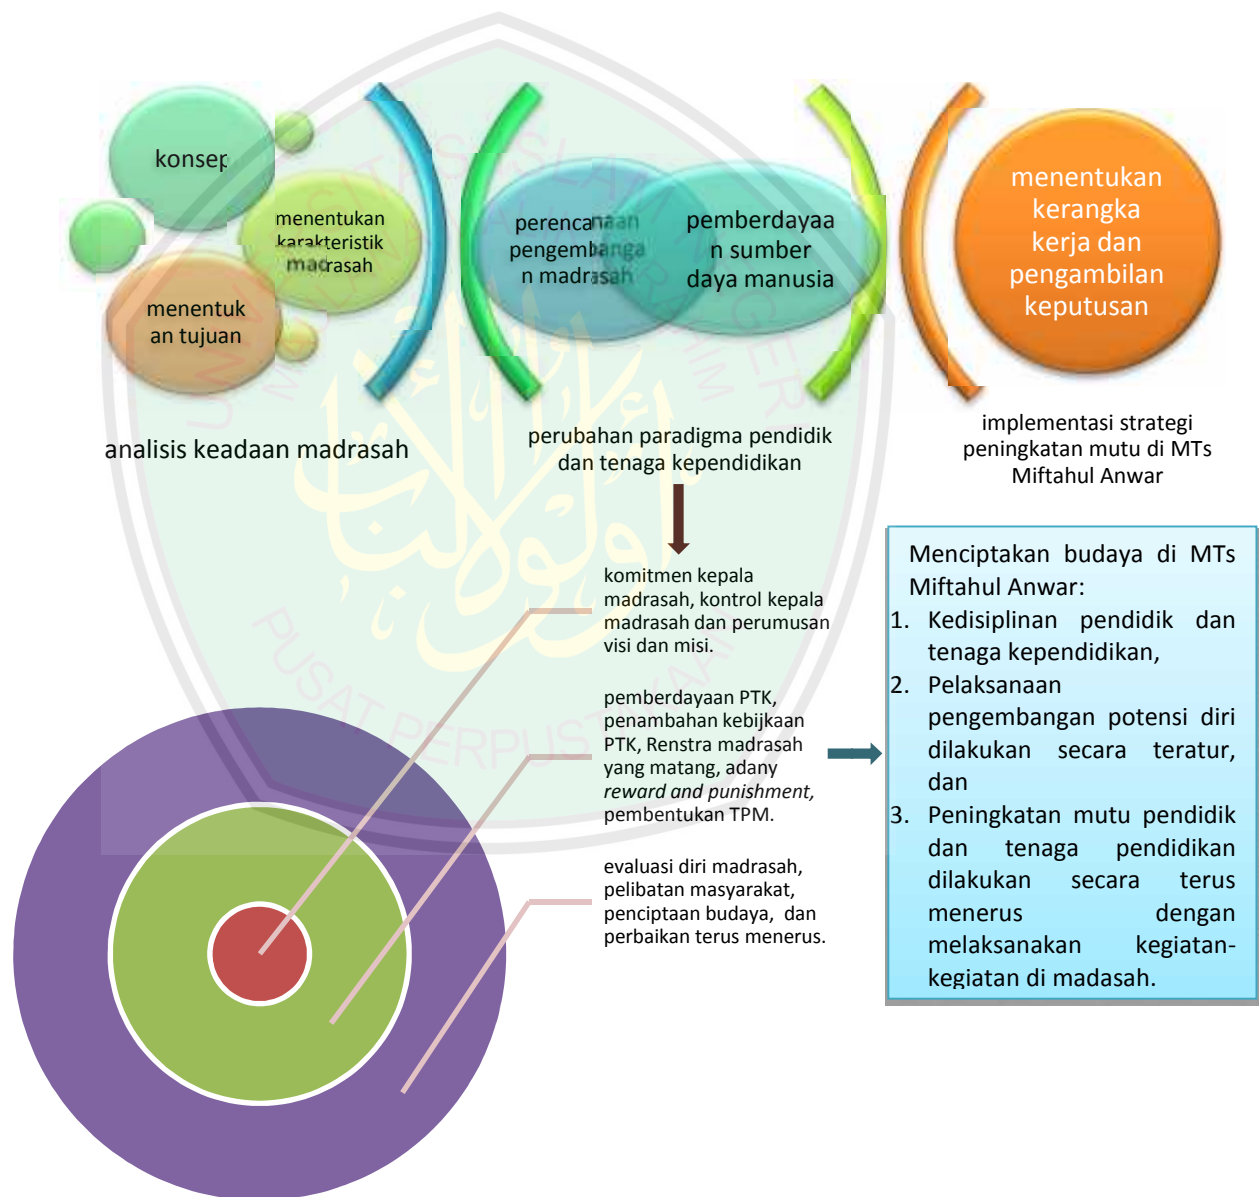 konsep
menentukan
karakteristik
madrasah
menentuk
an tujuan
analisis keadaan madrasah
perencanaan
pengembanga
n madrasah
pemberdayaa
n sumber
daya manusia
perubahan paradigma pendidik
dan tenaga kependidikan
menentukan
kerangka
kerja dan
pengambilan
keputusan
implementasi strategi
peningkatan mutu di MTs
Miftahul Anwar
komitmen kepala
madrasah, kontrol kepala
madrasah dan perumusan
visi dan misi.
pemberdayaan PTK,
penambahan kebijkaan
PTK, Renstra madrasah
yang matang, adany
reward and punishment,
pembentukan TPM.
evaluasi diri madrasah,
pelibatan masyarakat,
penciptaan budaya, dan
perbaikan terus menerus.
Menciptakan budaya di MTs
Miftahul Anwar:
1. Kedisiplinan pendidik dan
tenaga kependidikan,
2. Pelaksanaan
pengembangan potensi diri
dilakukan secara teratur,
dan
3. Peningkatan mutu pendidik
dan tenaga pendidikan
dilakukan secara terus
menerus dengan
melaksanakan kegiatan-
kegiatan di madasah.
PUSAT PERPUSTAKAAN